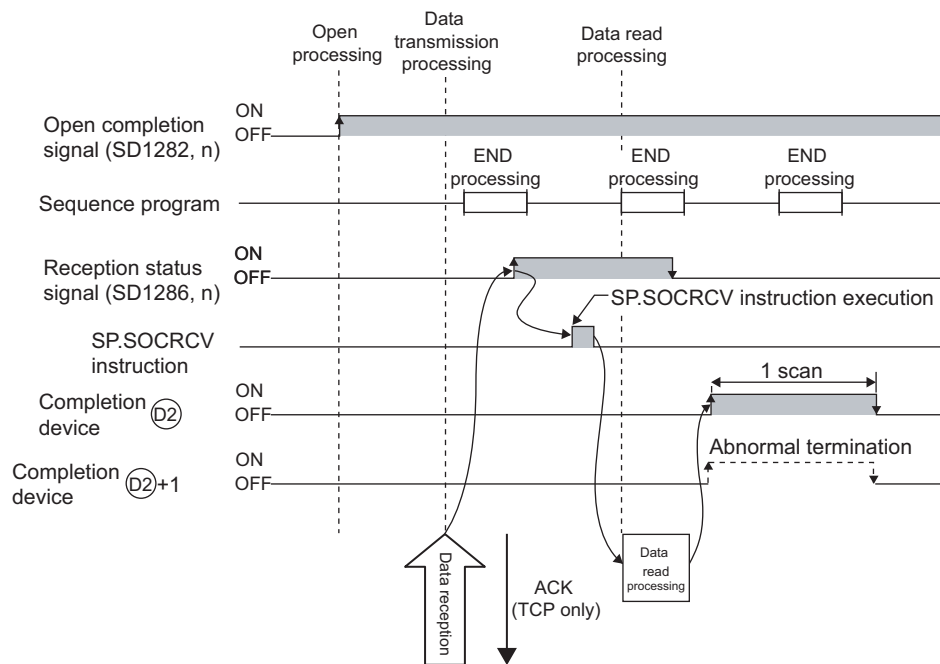 Open
processing
Data
transmission
processing
Data read
processing
Open completion
signal (SD1282, n)
ON
OFF
END
processing
END
processing
END
processing
Sequence program
Reception status
signal (SD1286, n)
ON
OFF
SP.SOCRCV instruction execution
SP.SOCRCV
instruction
1 scan
Completion
device D2
ON
OFF
Abnormal termination
Completion
device D2+1
ON
OFF
Data reception
ACK
(TCP only)
Data
read
processing